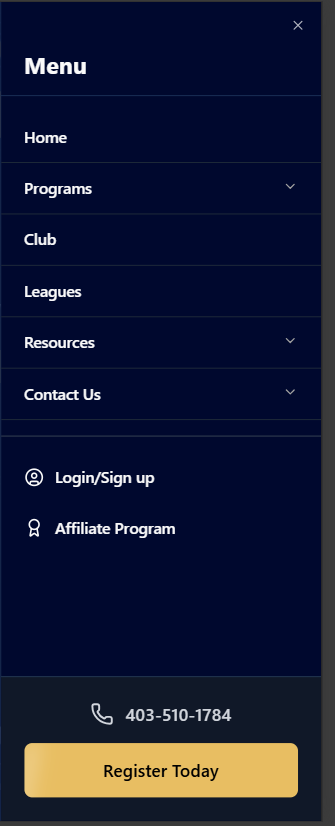 Menu
Home
Programs
Club
Leagues
Resources
Contact Us
Login/Sign up
Affiliate Program
403-510-1784
Register Today